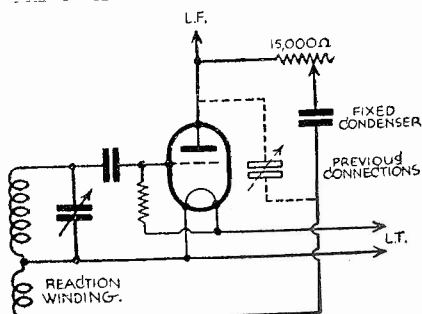 L.F.
15,000Ω
FIXED
CONDENSER
PREVIOUS
CONNECTIONS
L.T.
REACTION
WINDING.